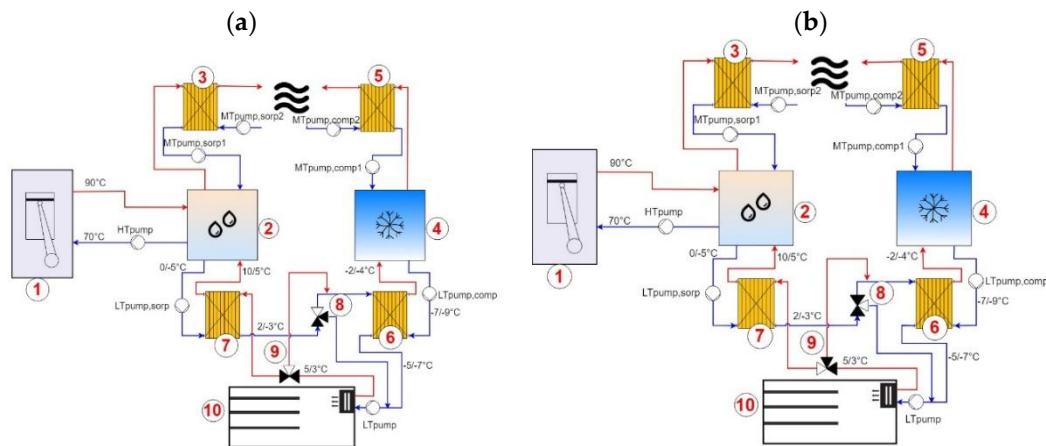 (a)
3
5
MTpump,sorp2
MTpump,comp2
MTpump,sorp1
MTpump,comp1
90°C
2
4
HTpump
70°C
0/-5°C
10/5°C
-2/-4°C
1
LTpump,sorp
8
LTpump,comp
-7/-9°C
2/-3°C
7
6
9
5/3°C
-5/-7°C
10
LTpump
(b)
3
5
MTpump,sorp2
MTpump,comp2
MTpump,sorp1
MTpump,comp1
90°C
2
4
HTpump
70°C
0/-5°C
10/5°C
-2/-4°C
1
LTpump,sorp
8
LTpump,comp
-7/-9°C
2/-3°C
7
6
9
5/3°C
-5/-7°C
10
LTpump